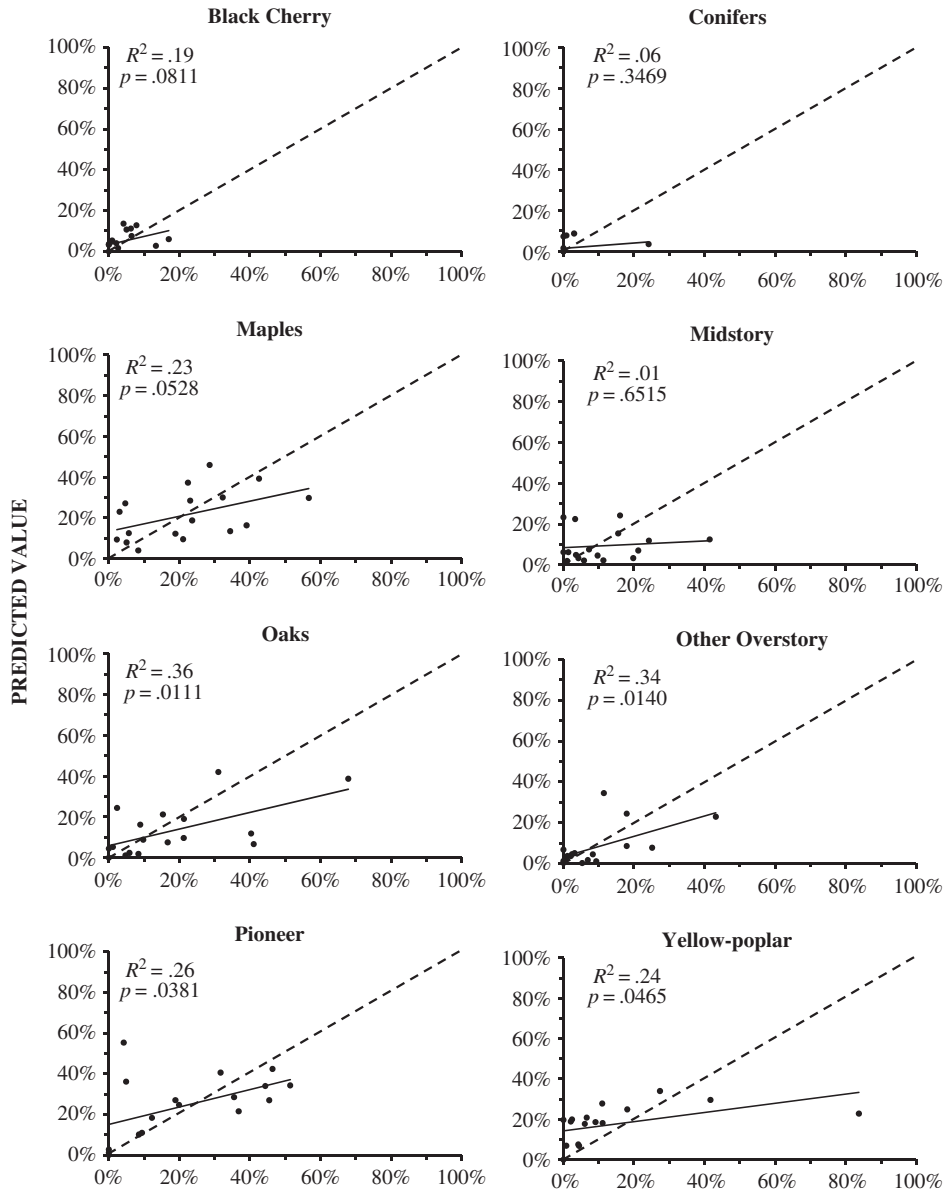 Black Cherry
R² = .19
p = .0811
100%
80%
60%
40%
20%
0%
0% 20% 40% 60% 80% 100%
Conifers
R² = .06
p = .3469
100%
80%
60%
40%
20%
0%
0% 20% 40% 60% 80% 100%
Maples
R² = .23
p = .0528
100%
80%
60%
40%
20%
0%
0% 20% 40% 60% 80% 100%
Midstory
R² = .01
p = .6515
100%
80%
60%
40%
20%
0%
0% 20% 40% 60% 80% 100%
PREDICTED VALUE
Oaks
R² = .36
p = .0111
100%
80%
60%
40%
20%
0%
0% 20% 40% 60% 80% 100%
Other Overstory
R² = .34
p = .0140
100%
80%
60%
40%
20%
0%
0% 20% 40% 60% 80% 100%
Pioneer
R² = .26
p = .0381
100%
80%
60%
40%
20%
0%
0% 20% 40% 60% 80% 100%
Yellow-poplar
R² = .24
p = .0465
100%
80%
60%
40%
20%
0%
0% 20% 40% 60% 80% 100%